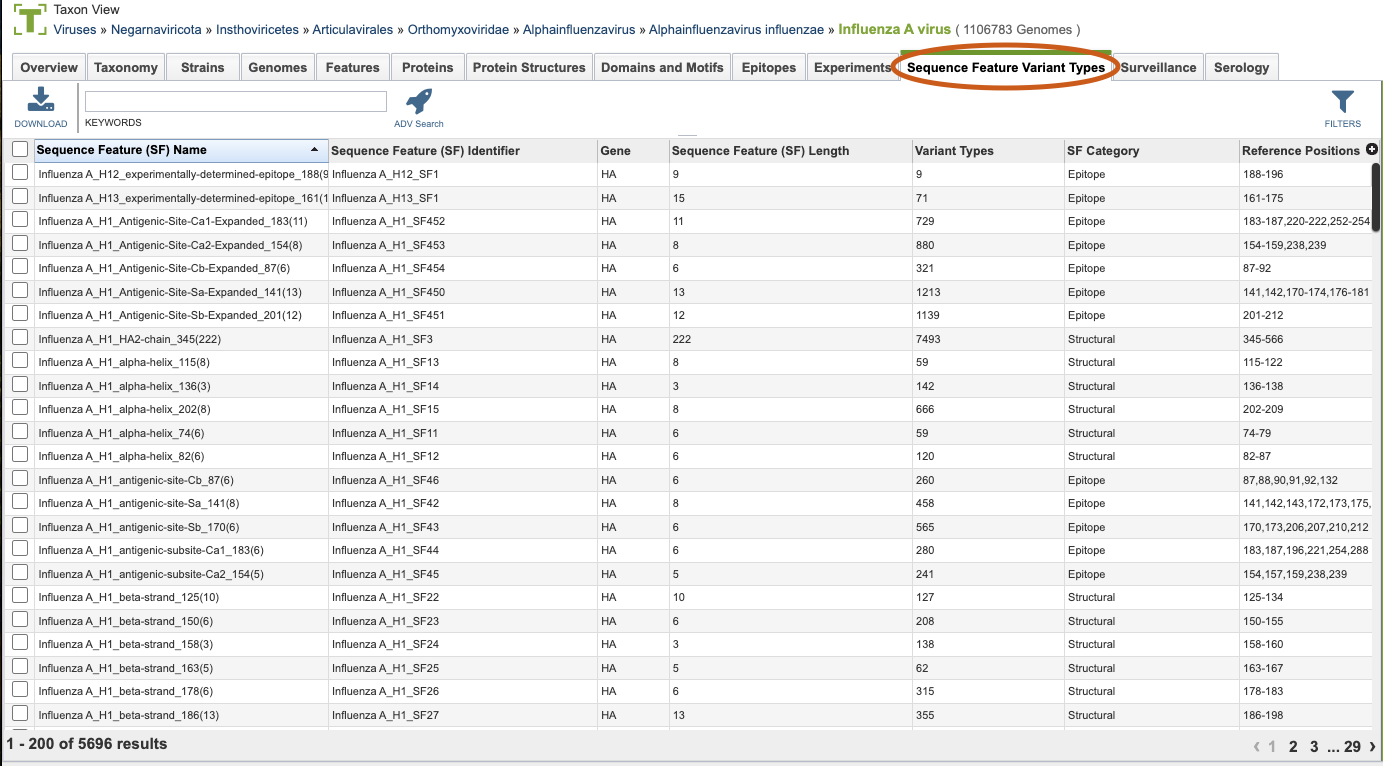 Taxon View
Viruses » Negarnaviricota » Insthoviricetes » Articulavirales » Orthomyxoviridae » Alphainfluenzavirus » Alphainfluenzavirus influenzae » Influenza A virus ( 1106783 Genomes )
Overview Taxonomy Strains Genomes Features Proteins Protein Structures Domains and Motifs Epitopes Experiments Sequence Feature Variant Types Surveillance Serology
DOWNLOAD KEYWORDS ADV Search FILTERS
Sequence Feature (SF) Name Sequence Feature (SF) Identifier Gene Sequence Feature (SF) Length Variant Types SF Category Reference Positions
Influenza A_H12_experimentally-determined-epitope_188(9 Influenza A_H12_SF1 HA 9 9 Epitope 188-196
Influenza A_H13_experimentally-determined-epitope_161(1 Influenza A_H13_SF1 HA 15 71 Epitope 161-175
Influenza A_H1_Antigenic-Site-Ca1-Expanded_183(11) Influenza A_H1_SF452 HA 11 729 Epitope 183-187,220-222,252-254
Influenza A_H1_Antigenic-Site-Ca2-Expanded_154(8) Influenza A_H1_SF453 HA 8 880 Epitope 154-159,238,239
Influenza A_H1_Antigenic-Site-Cb-Expanded_87(6) Influenza A_H1_SF454 HA 6 321 Epitope 87-92
Influenza A_H1_Antigenic-Site-Sa-Expanded_141(13) Influenza A_H1_SF450 HA 13 1213 Epitope 141,142,170-174,176-181
Influenza A_H1_Antigenic-Site-Sb-Expanded_201(12) Influenza A_H1_SF451 HA 12 1139 Epitope 201-212
Influenza A_H1_HA2-chain_345(222) Influenza A_H1_SF3 HA 222 7493 Structural 345-566
Influenza A_H1_alpha-helix_115(8) Influenza A_H1_SF13 HA 8 59 Structural 115-122
Influenza A_H1_alpha-helix_136(3) Influenza A_H1_SF14 HA 3 142 Structural 136-138
Influenza A_H1_alpha-helix_202(8) Influenza A_H1_SF15 HA 8 666 Structural 202-209
Influenza A_H1_alpha-helix_74(6) Influenza A_H1_SF11 HA 6 59 Structural 74-79
Influenza A_H1_alpha-helix_82(6) Influenza A_H1_SF12 HA 6 120 Structural 82-87
Influenza A_H1_antigenic-site-Cb_87(6) Influenza A_H1_SF46 HA 6 260 Epitope 87,88,90,91,92,132
Influenza A_H1_antigenic-site-Sa_141(8) Influenza A_H1_SF42 HA 8 458 Epitope 141,142,143,172,173,175,
Influenza A_H1_antigenic-site-Sb_170(6) Influenza A_H1_SF43 HA 6 565 Epitope 170,173,206,207,210,212
Influenza A_H1_antigenic-subsite-Ca1_183(6) Influenza A_H1_SF44 HA 6 280 Epitope 183,187,196,221,254,288
Influenza A_H1_antigenic-subsite-Ca2_154(5) Influenza A_H1_SF45 HA 5 241 Epitope 154,157,159,238,239
Influenza A_H1_beta-strand_125(10) Influenza A_H1_SF22 HA 10 127 Structural 125-134
Influenza A_H1_beta-strand_150(6) Influenza A_H1_SF23 HA 6 208 Structural 150-155
Influenza A_H1_beta-strand_158(3) Influenza A_H1_SF24 HA 3 138 Structural 158-160
Influenza A_H1_beta-strand_163(5) Influenza A_H1_SF25 HA 5 62 Structural 163-167
Influenza A_H1_beta-strand_178(6) Influenza A_H1_SF26 HA 6 315 Structural 178-183
Influenza A_H1_beta-strand_186(13) Influenza A_H1_SF27 HA 13 355 Structural 186-198
1 - 200 of 5696 results ‹ 1 2 3 ... 29 ›